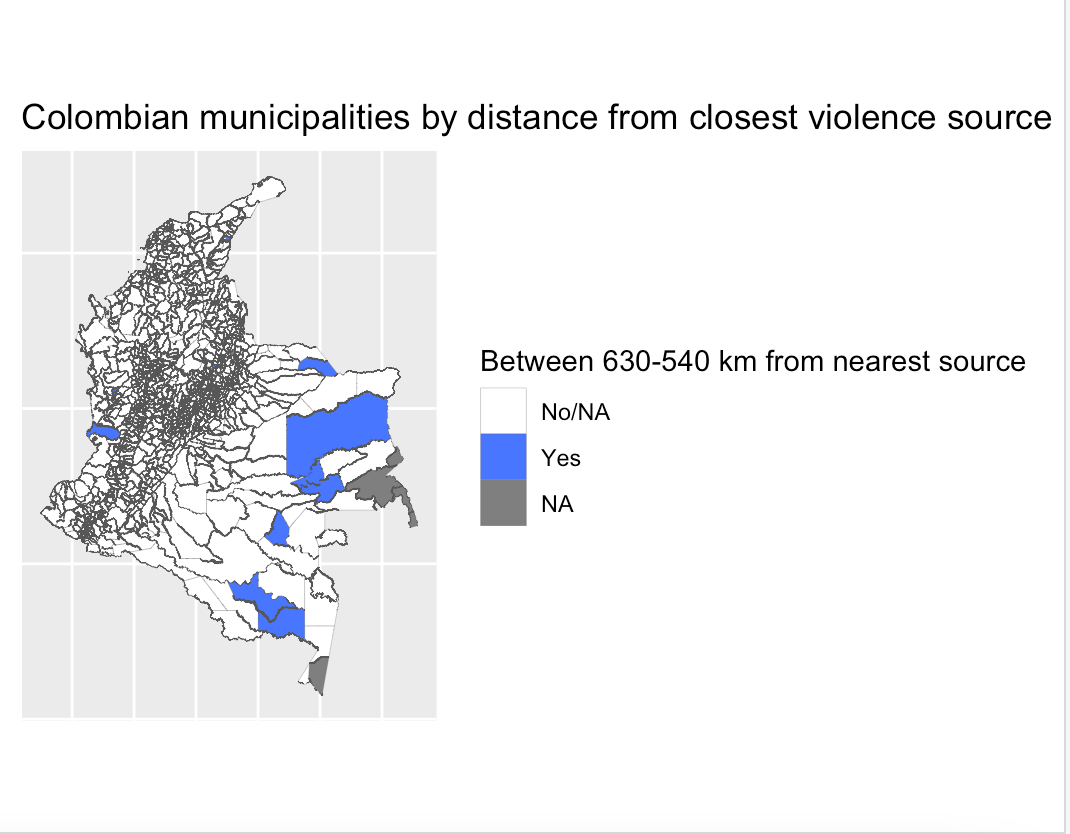 Colombian municipalities by distance from closest violence source
Between 630-540 km from nearest source
No/NA
Yes
NA